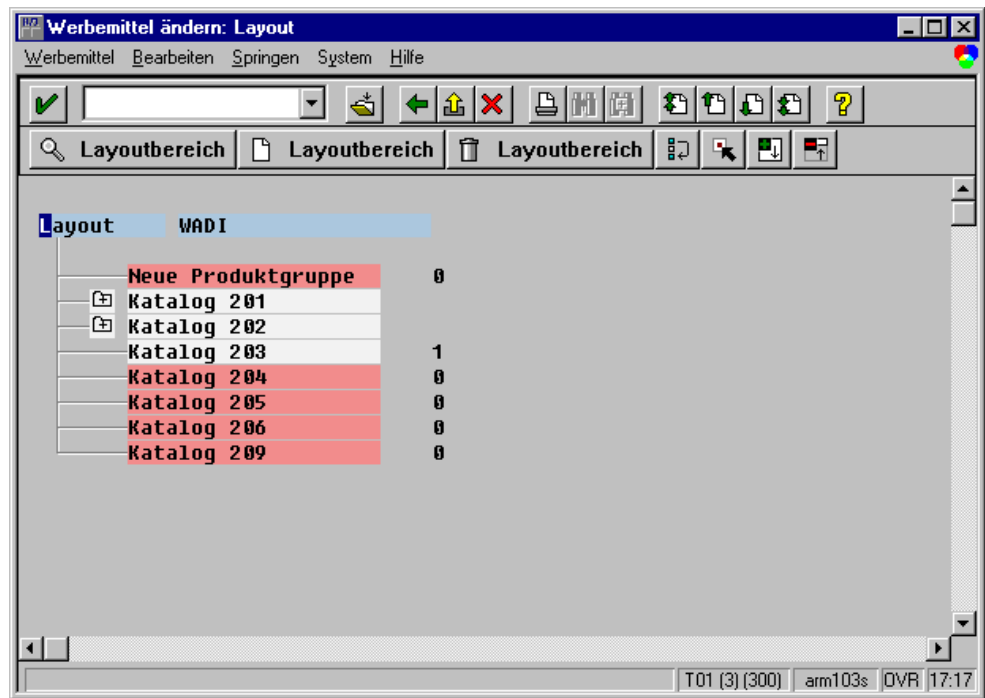 Werbemittel ändern: Layout
Werbemittel Bearbeiten Springen System Hilfe
Layoutbereich Layoutbereich Layoutbereich
Layout WADI
Neue Produktgruppe 0
Katalog 201
Katalog 202
Katalog 203 1
Katalog 204 0
Katalog 205 0
Katalog 206 0
Katalog 209 0
T01 (3) (300) arm103s OVR 17:17